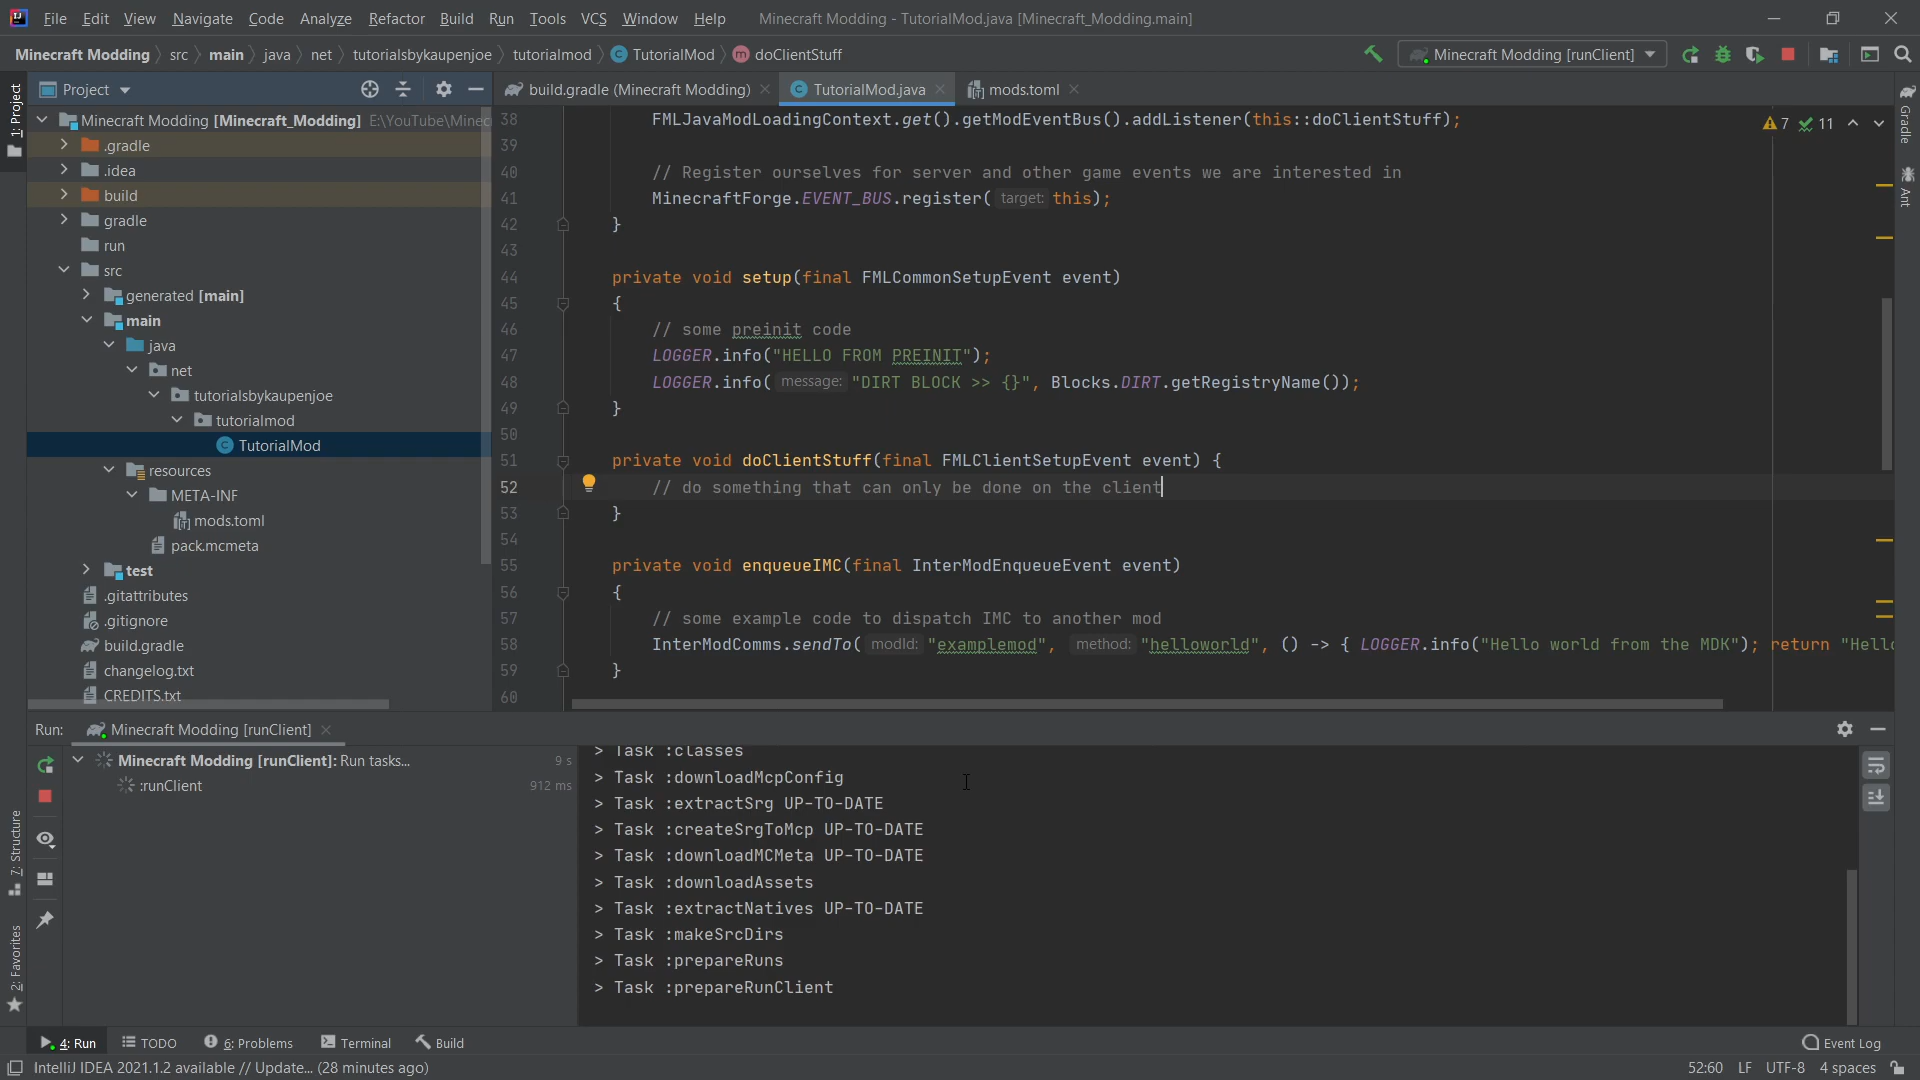 File Edit View Navigate Code Analyze Refactor Build Run Tools VCS Window Help Minecraft Modding - TutorialMod.java [Minecraft_Modding.main]
Minecraft Modding src main java net tutorialsbykaupenjoe tutorialmod TutorialMod doClientStuff Minecraft Modding [runClient]
Project
build.gradle (Minecraft Modding) TutorialMod.java mods.toml
1: Project
Minecraft Modding [Minecraft_Modding] E:\YouTube\Minec
.gradle
.idea
build
gradle
run
src
generated [main]
main
java
net
tutorialsbykaupenjoe
tutorialmod
TutorialMod
resources
META-INF
mods.toml
pack.mcmeta
test
.gitattributes
.gitignore
build.gradle
changelog.txt
CREDITS.txt
38 FMLJavaModLoadingContext.get().getModEventBus().addListener(this::doClientStuff);
7 11
39
40 // Register ourselves for server and other game events we are interested in
41 MinecraftForge.EVENT_BUS.register( target: this);
42 }
43
44 private void setup(final FMLCommonSetupEvent event)
45 {
46 // some preinit code
47 LOGGER.info("HELLO FROM PREINIT");
48 LOGGER.info( message: "DIRT BLOCK >> {}", Blocks.DIRT.getRegistryName());
49 }
50
51 private void doClientStuff(final FMLClientSetupEvent event) {
52 // do something that can only be done on the client
53 }
54
55 private void enqueueIMC(final InterModEnqueueEvent event)
56 {
57 // some example code to dispatch IMC to another mod
58 InterModComms.sendTo( modId: "examplemod", method: "helloworld", () -> { LOGGER.info("Hello world from the MDK"); return "Hell
59 }
60
Gradle
Ant
Run: Minecraft Modding [runClient]
Minecraft Modding [runClient]: Run tasks... 9 s
:runClient 912 ms
> Task :classes
> Task :downloadMcpConfig
> Task :extractSrg UP-TO-DATE
> Task :createSrgToMcp UP-TO-DATE
> Task :downloadMCMeta UP-TO-DATE
> Task :downloadAssets
> Task :extractNatives UP-TO-DATE
> Task :makeSrcDirs
> Task :prepareRuns
> Task :prepareRunClient
7: Structure
2: Favorites
4: Run TODO 6: Problems Terminal Build Event Log
IntelliJ IDEA 2021.1.2 available // Update... (28 minutes ago) 52:60 LF UTF-8 4 spaces